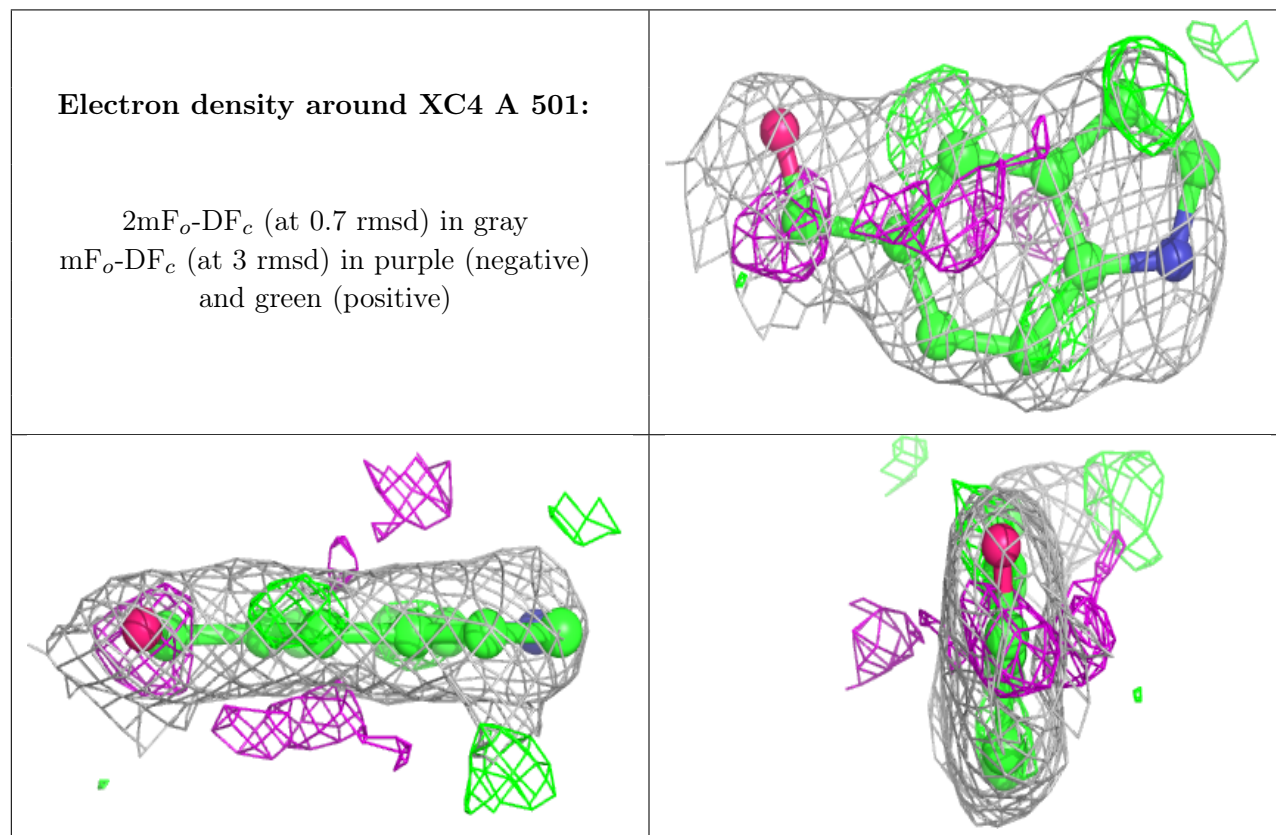 Electron density around XC4 A 501:
2mFo-DFc (at 0.7 rmsd) in gray
mFo-DFc (at 3 rmsd) in purple (negative)
and green (positive)